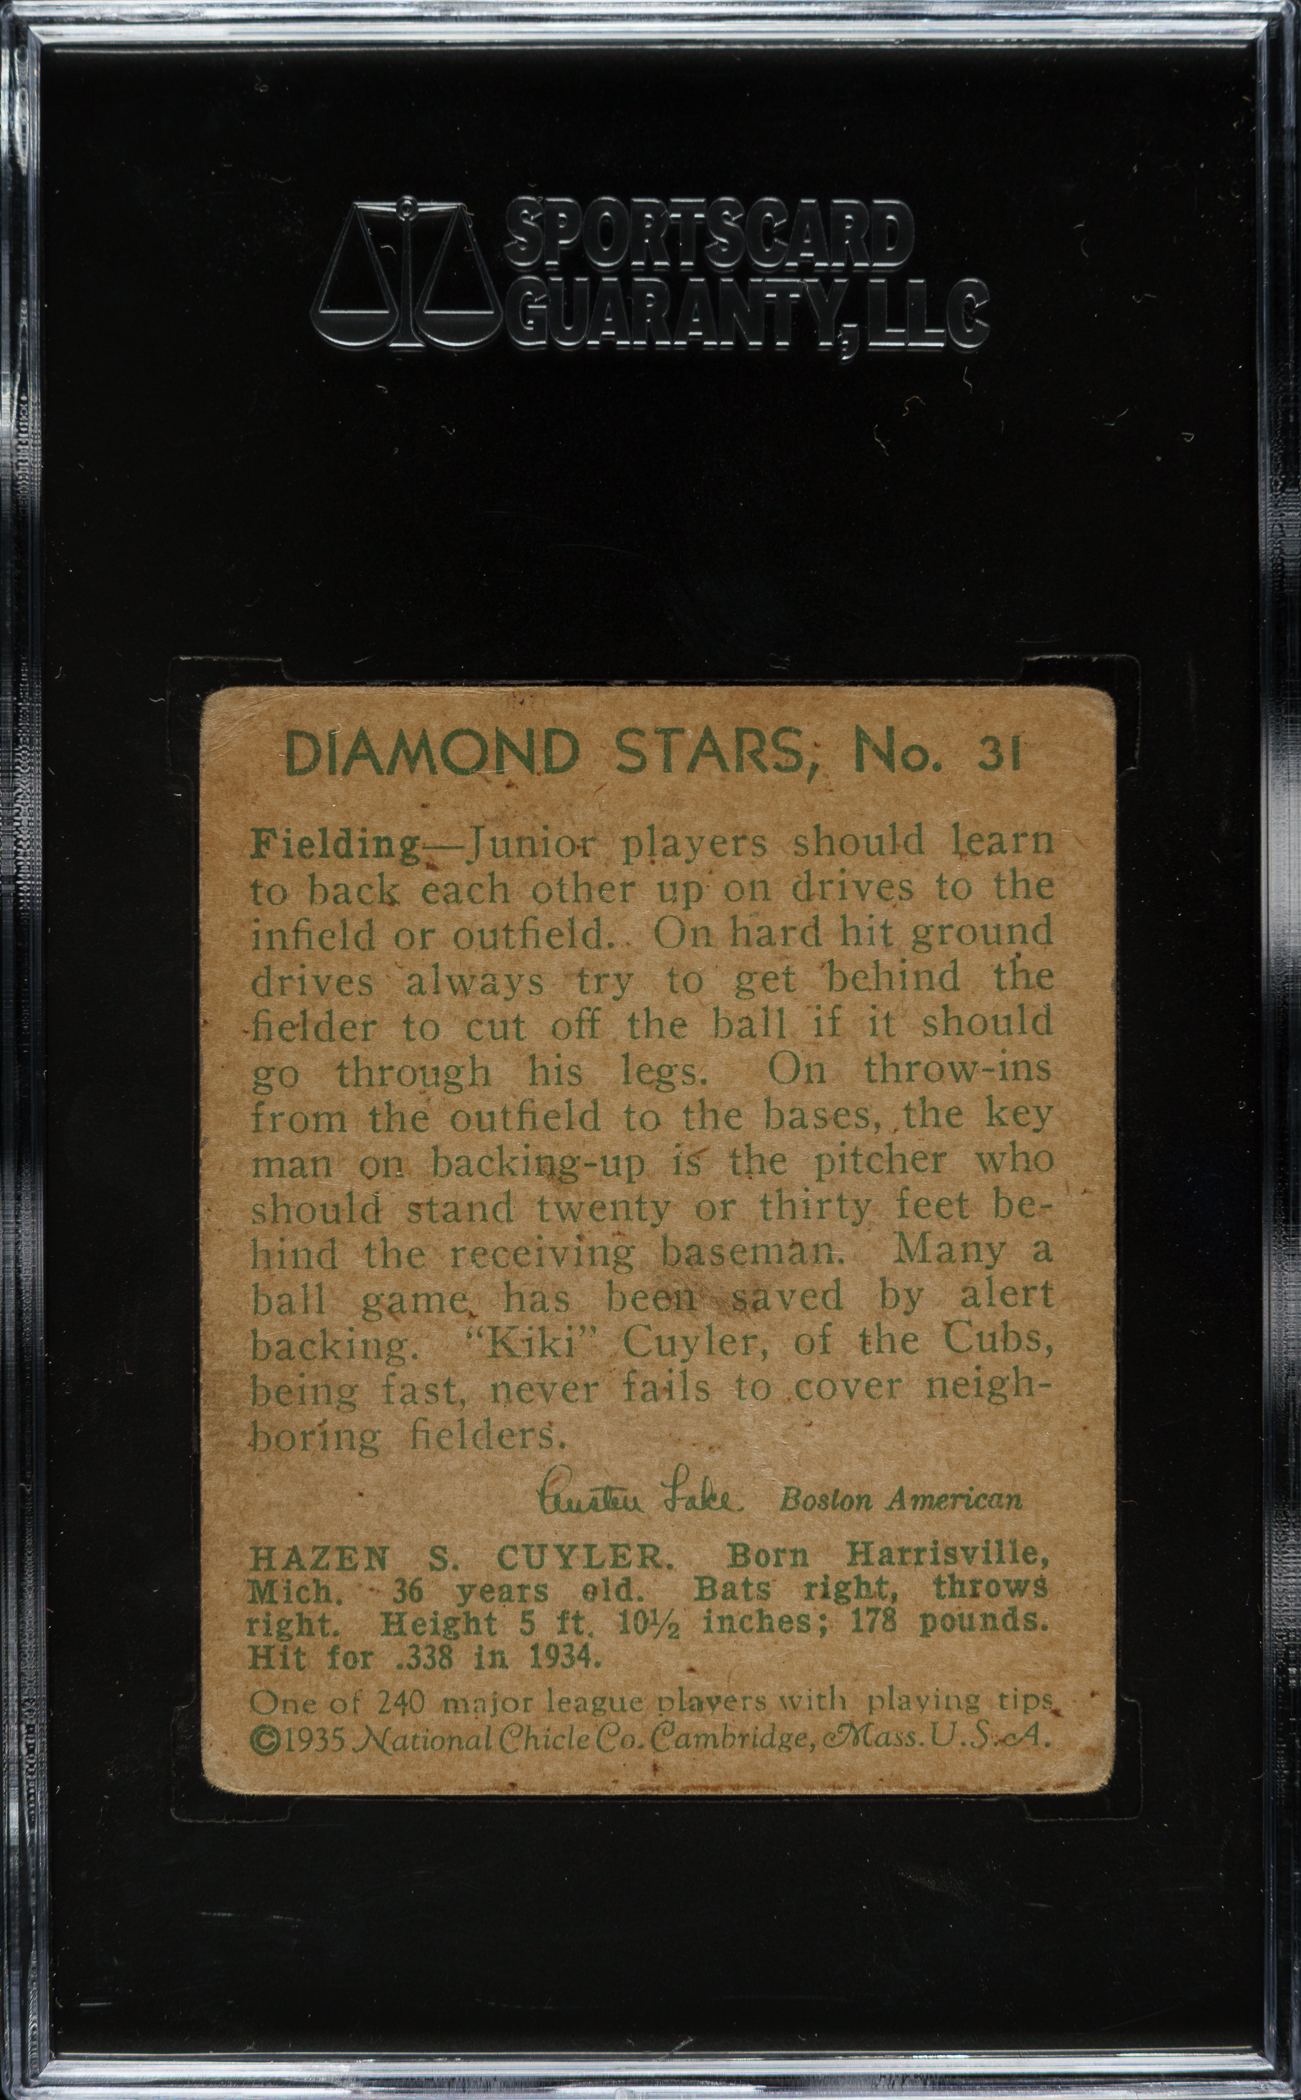 SPORTSCARD
GUARANTY, LLC
DIAMOND STARS, No. 31
Fielding—Junior players should learn
to back each other up on drives to the
infield or outfield. On hard hit ground
drives always try to get behind the
fielder to cut off the ball if it should
go through his legs. On throw-ins
from the outfield to the bases, the key
man on backing-up is the pitcher who
should stand twenty or thirty feet be-
hind the receiving baseman. Many a
ball game has been saved by alert
backing. “Kiki” Cuyler, of the Cubs,
being fast, never fails to cover neigh-
boring fielders.
Austen Lake Boston American
HAZEN S. CUYLER. Born Harrisville,
Mich. 36 years old. Bats right, throws
right. Height 5 ft. 10½ inches; 178 pounds.
Hit for .338 in 1934.
One of 240 major league players with playing tips.
©1935 National Chicle Co. Cambridge, Mass. U.S.A.